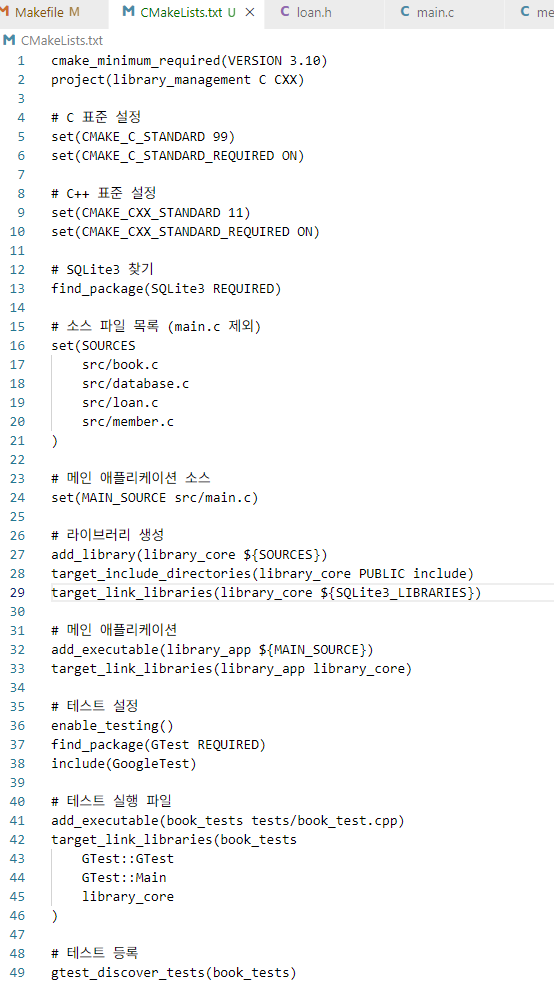 Makefile M
CMakeLists.txt U
loan.h
main.c
me
CMakeLists.txt
1 cmake_minimum_required(VERSION 3.10)
2 project(library_management C CXX)
3
4 # C 표준 설정
5 set(CMAKE_C_STANDARD 99)
6 set(CMAKE_C_STANDARD_REQUIRED ON)
7
8 # C++ 표준 설정
9 set(CMAKE_CXX_STANDARD 11)
10 set(CMAKE_CXX_STANDARD_REQUIRED ON)
11
12 # SQLite3 찾기
13 find_package(SQLite3 REQUIRED)
14
15 # 소스 파일 목록 (main.c 제외)
16 set(SOURCES
17     src/book.c
18     src/database.c
19     src/loan.c
20     src/member.c
21 )
22
23 # 메인 애플리케이션 소스
24 set(MAIN_SOURCE src/main.c)
25
26 # 라이브러리 생성
27 add_library(library_core ${SOURCES})
28 target_include_directories(library_core PUBLIC include)
29 target_link_libraries(library_core ${SQLite3_LIBRARIES})
30
31 # 메인 애플리케이션
32 add_executable(library_app ${MAIN_SOURCE})
33 target_link_libraries(library_app library_core)
34
35 # 테스트 설정
36 enable_testing()
37 find_package(GTest REQUIRED)
38 include(GoogleTest)
39
40 # 테스트 실행 파일
41 add_executable(book_tests tests/book_test.cpp)
42 target_link_libraries(book_tests
43     GTest::GTest
44     GTest::Main
45     library_core
46 )
47
48 # 테스트 등록
49 gtest_discover_tests(book_tests)